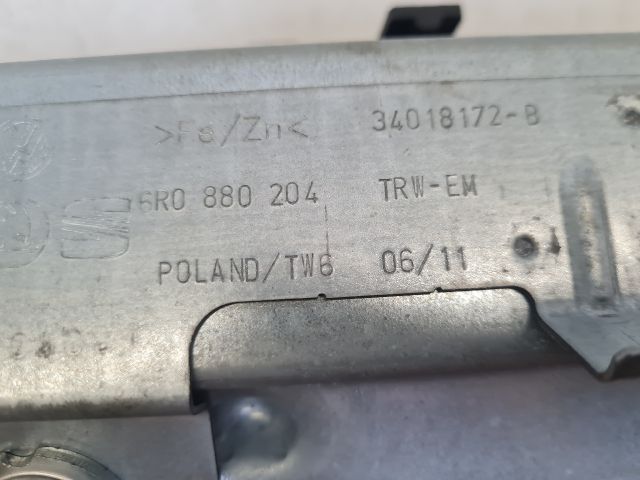 >Fe/Zn< 34018172-B
6R0 880 204 TRW-EM
POLAND/TW6 06/11